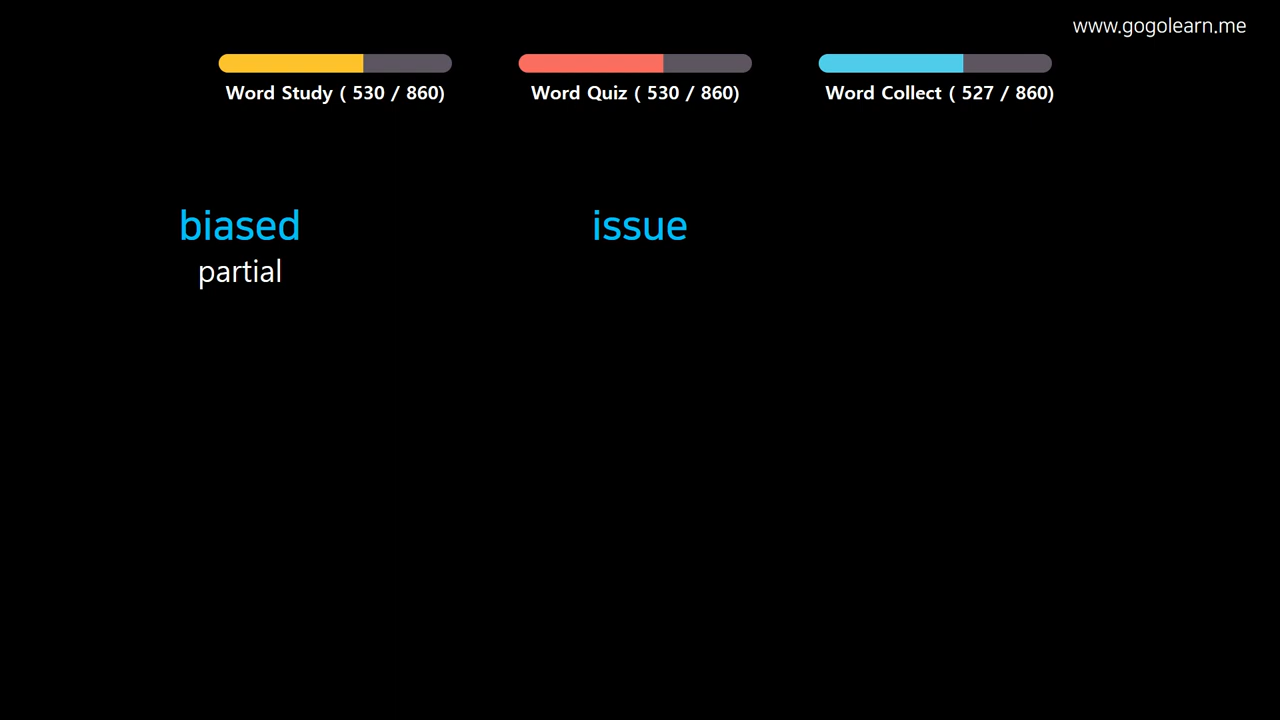 www.gogolearn.me
Word Study ( 530 / 860)
Word Quiz ( 530 / 860)
Word Collect ( 527 / 860)
biased
partial
issue